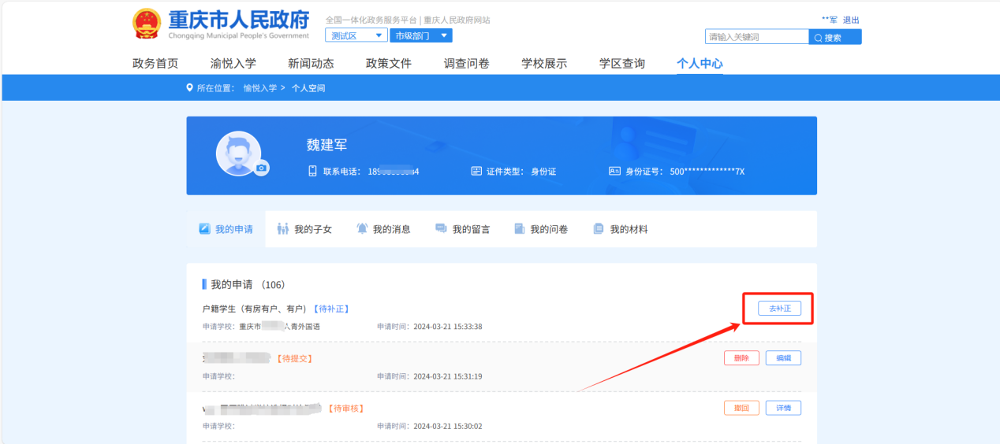 重庆市人民政府
Chongqing Municipal People's Government
全国一体化政务服务平台 | 重庆人民政府网站
测试区 市级部门
**军 退出
请输入关键词 搜索
政务首页 渝悦入学 新闻动态 政策文件 调查问卷 学校展示 学区查询 个人中心
所在位置： 愉悦入学 > 个人空间
魏建军
联系电话： 189 4 证件类型： 身份证 身份证号： 500*************7X
我的申请 我的子女 我的消息 我的留言 我的问卷 我的材料
我的申请 （106）
户籍学生（有房有户、有户）【待补正】 去补正
申请学校：重庆市 人青外国语 申请时间：2024-03-21 15:33:38
【待提交】 删除 编辑
申请学校： 申请时间：2024-03-21 15:31:19
【待审核】 撤回 详情
申请学校： 申请时间：2024-03-21 15:30:02